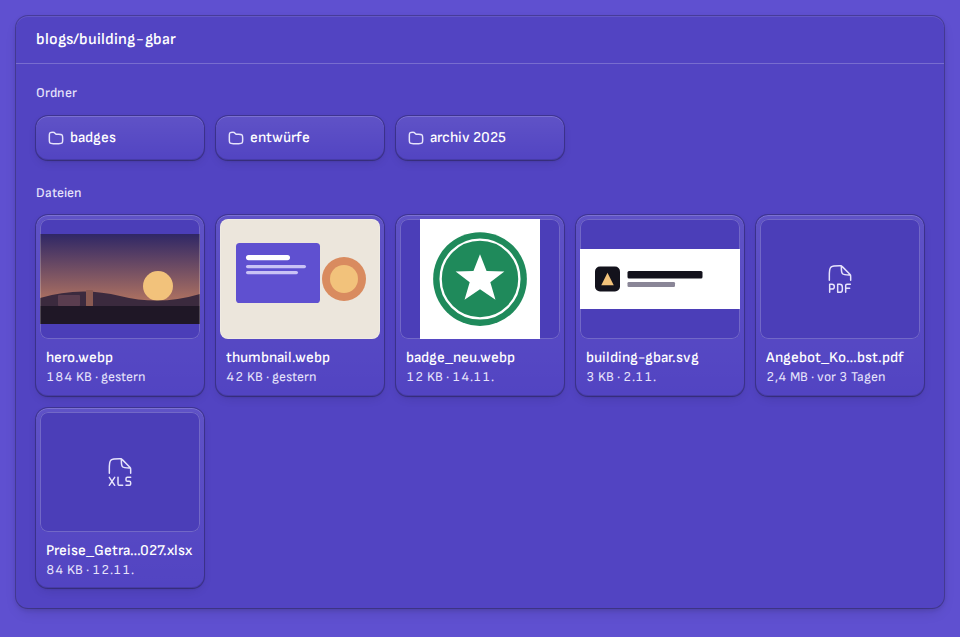 blogs/building-gbar
Ordner
badges
entwürfe
archiv 2025
Dateien
hero.webp
184 KB · gestern
thumbnail.webp
42 KB · gestern
badge_neu.webp
12 KB · 14.11.
building-gbar.svg
3 KB · 2.11.
PDF
Angebot_Ko…bst.pdf
2,4 MB · vor 3 Tagen
XLS
Preise_Getra…027.xlsx
84 KB · 12.11.